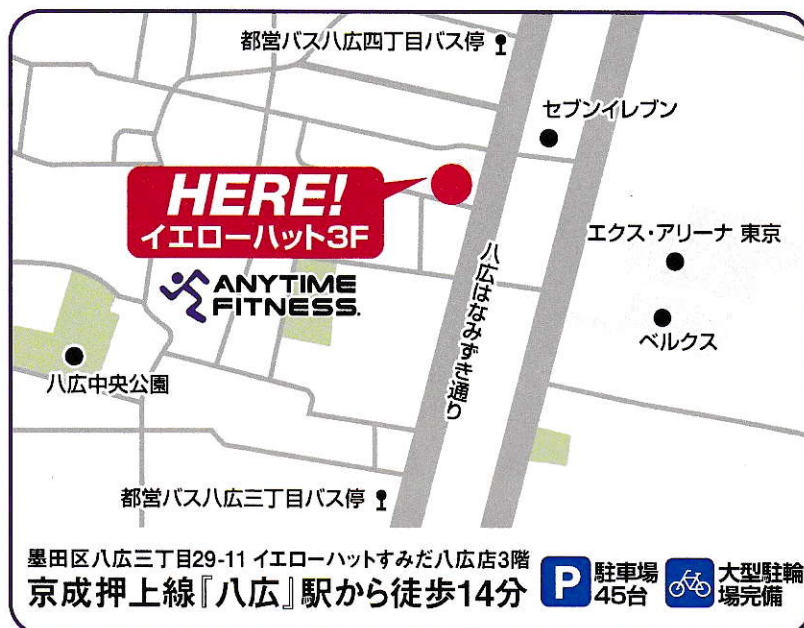 都営バス八広四丁目バス停
セブンイレブン
HERE!
イエローハット3F
エクス・アリーナ 東京
ANYTIME
FITNESS.
八広はなみずき通り
ベルクス
八広中央公園
都営バス八広三丁目バス停
墨田区八広三丁目29-11 イエローハットすみだ八広店3階
京成押上線『八広』駅から徒歩14分
P
駐車場
45台
大型駐輪
場完備